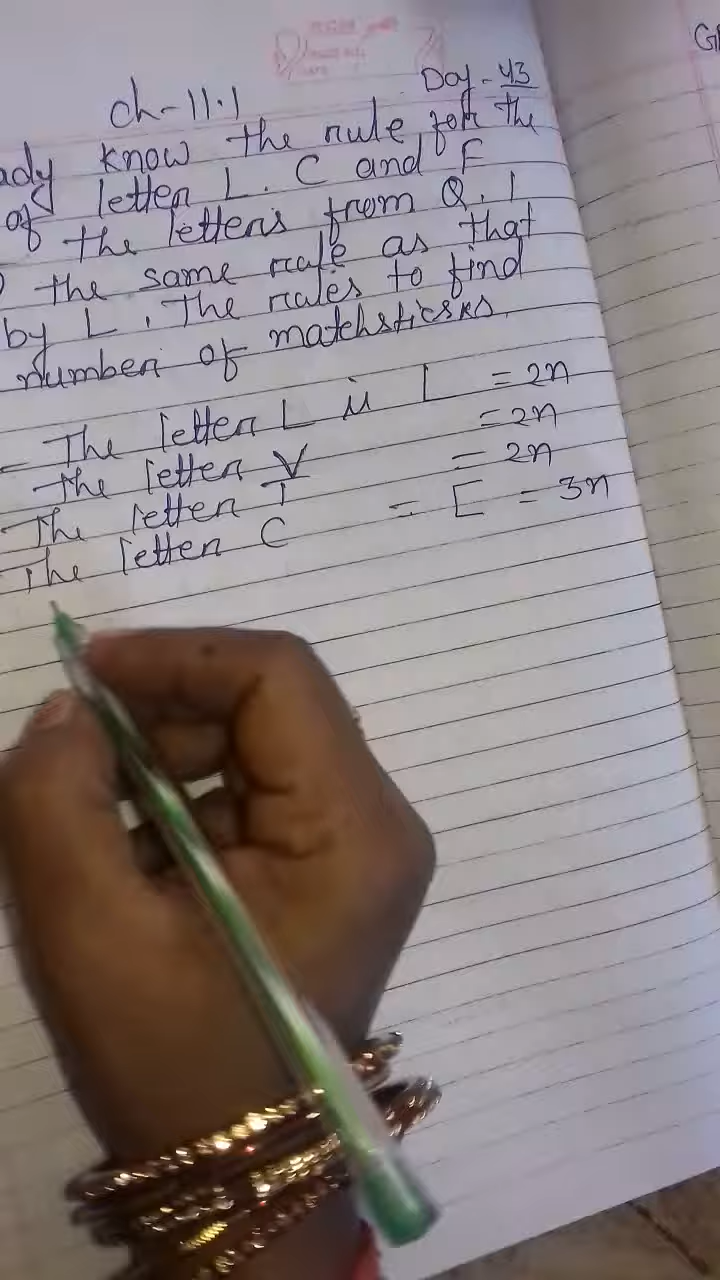 Ch-11.1 Day-43
ady know the rule for the
of letter L. C and F
of the letters from Q. 1
the same rule as that
by L. The rules to find
number of matchsticsks.
- The letter L is L = 2n
The letter V = 2n
The letter T = 2n
The letter C = [ = 3n